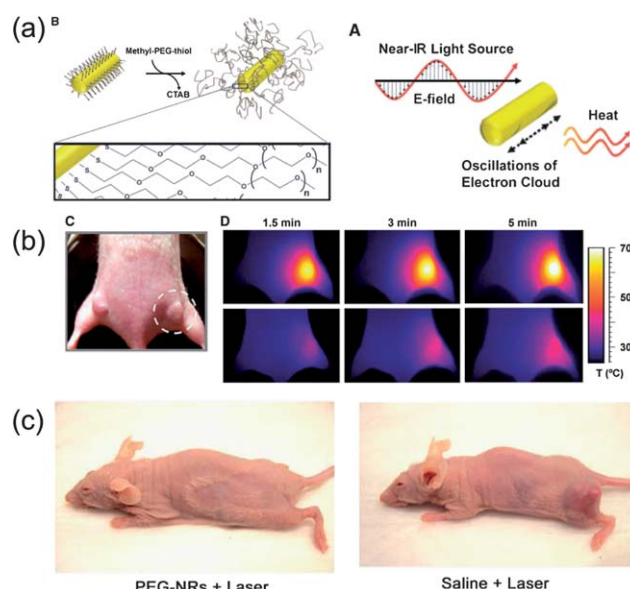 (a)
B
Methyl-PEG-thiol
CTAB
S
O
O
O
n
S
O
O
O
n
S
S
A
Near-IR Light Source
E-field
Heat
Oscillations of
Electron Cloud
(b)
C
D
1.5 min
3 min
5 min
70
50
30
T (ºC)
(c)
PEG-NRs + Laser
Saline + Laser